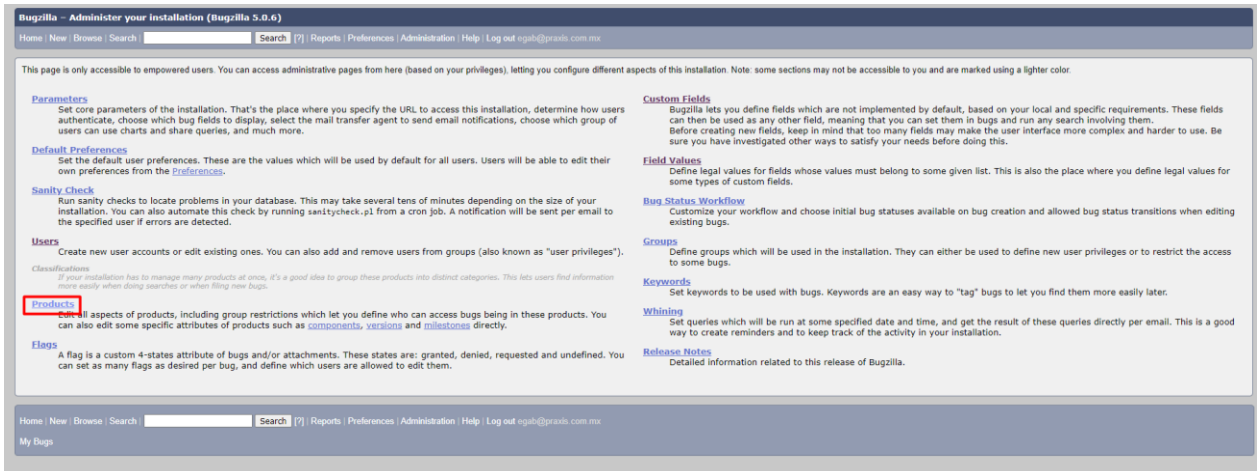 Bugzilla – Administer your installation (Bugzilla 5.0.6)
Home | New | Browse | Search | Search [?] | Reports | Preferences | Administration | Help | Log out egab@praxis.com.mx
This page is only accessible to empowered users. You can access administrative pages from here (based on your privileges), letting you configure different aspects of this installation. Note: some sections may not be accessible to you and are marked using a lighter color.
Parameters
Set core parameters of the installation. That's the place where you specify the URL to access this installation, determine how users
authenticate, choose which bug fields to display, select the mail transfer agent to send email notifications, choose which group of
users can use charts and share queries, and much more.
Default Preferences
Set the default user preferences. These are the values which will be used by default for all users. Users will be able to edit their
own preferences from the Preferences.
Sanity Check
Run sanity checks to locate problems in your database. This may take several tens of minutes depending on the size of your
installation. You can also automate this check by running sanitycheck.pl from a cron job. A notification will be sent per email to
the specified user if errors are detected.
Users
Create new user accounts or edit existing ones. You can also add and remove users from groups (also known as "user privileges").
Classifications
If your installation has to manage many products at once, it's a good idea to group these products into distinct categories. This lets users find information
more easily when doing searches or when filing new bugs.
Products
Edit all aspects of products, including group restrictions which let you define who can access bugs being in these products. You
can also edit some specific attributes of products such as components, versions and milestones directly.
Flags
A flag is a custom 4-states attribute of bugs and/or attachments. These states are: granted, denied, requested and undefined. You
can set as many flags as desired per bug, and define which users are allowed to edit them.
Custom Fields
Bugzilla lets you define fields which are not implemented by default, based on your local and specific requirements. These fields
can then be used as any other field, meaning that you can set them in bugs and run any search involving them.
Before creating new fields, keep in mind that too many fields may make the user interface more complex and harder to use. Be
sure you have investigated other ways to satisfy your needs before doing this.
Field Values
Define legal values for fields whose values must belong to some given list. This is also the place where you define legal values for
some types of custom fields.
Bug Status Workflow
Customize your workflow and choose initial bug statuses available on bug creation and allowed bug status transitions when editing
existing bugs.
Groups
Define groups which will be used in the installation. They can either be used to define new user privileges or to restrict the access
to some bugs.
Keywords
Set keywords to be used with bugs. Keywords are an easy way to "tag" bugs to let you find them more easily later.
Whining
Set queries which will be run at some specified date and time, and get the result of these queries directly per email. This is a good
way to create reminders and to keep track of the activity in your installation.
Release Notes
Detailed information related to this release of Bugzilla.
Home | New | Browse | Search | Search [?] | Reports | Preferences | Administration | Help | Log out egab@praxis.com.mx
My Bugs